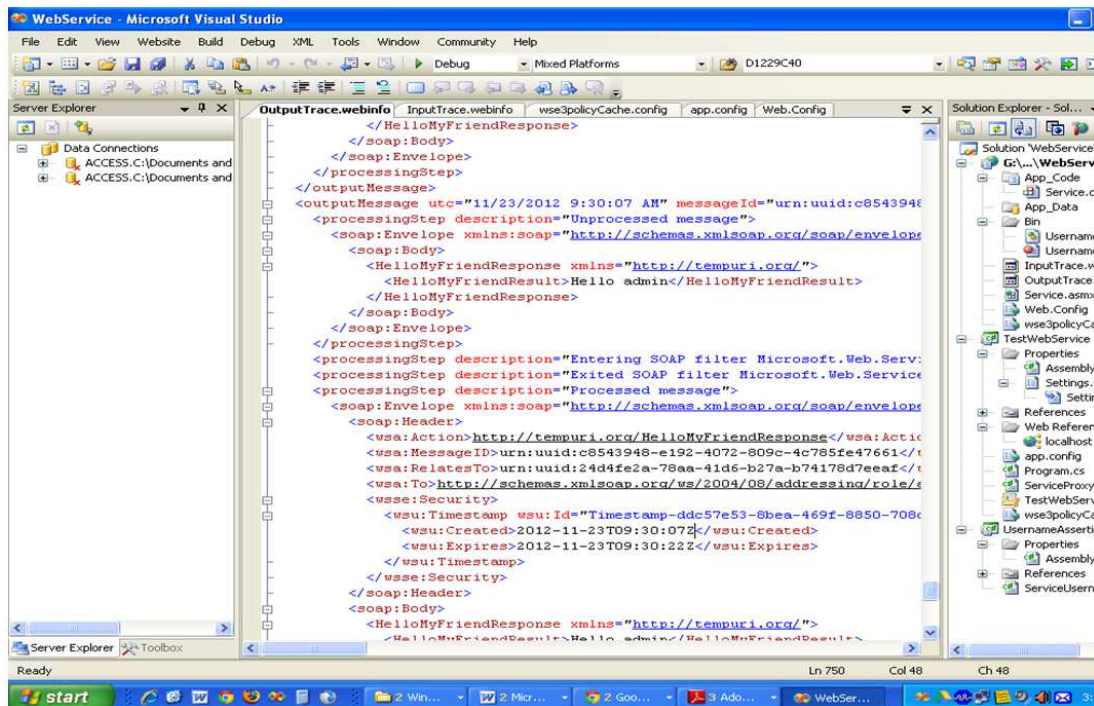 WebService - Microsoft Visual Studio
File Edit View Website Build Debug XML Tools Window Community Help
Debug Mixed Platforms D1229C40
Server Explorer
Data Connections
ACCESS.C:\Documents and
ACCESS.C:\Documents and
Server Explorer Toolbox
OutputTrace.webinfo InputTrace.webinfo wse3policyCache.config app.config Web.Config
</HelloMyFriendResponse>
</soap:Body>
</soap:Envelope>
</processingStep>
</outputMessage>
<outputMessage utc="11/23/2012 9:30:07 AM" messageId="urn:uuid:c8543948
<processingStep description="Unprocessed message">
<soap:Envelope xmlns:soap="http://schemas.xmlsoap.org/soap/envelope
<soap:Body>
<HelloMyFriendResponse xmlns="http://tempuri.org/">
<HelloMyFriendResult>Hello admin</HelloMyFriendResult>
</HelloMyFriendResponse>
</soap:Body>
</soap:Envelope>
</processingStep>
<processingStep description="Entering SOAP filter Microsoft.Web.Serv
<processingStep description="Exited SOAP filter Microsoft.Web.Service
<processingStep description="Processed message">
<soap:Envelope xmlns:soap="http://schemas.xmlsoap.org/soap/envelope
<soap:Header>
<wsa:Action>http://tempuri.org/HelloMyFriendResponse</wsa:Actio
<wsa:MessageID>urn:uuid:c8543948-e192-4072-809c-4c785fe47661</
<wsa:RelatesTo>urn:uuid:24d4fe2a-78aa-41d6-b27a-b74178d7eeaf</
<wsa:To>http://schemas.xmlsoap.org/ws/2004/08/addressing/role/
<wsse:Security>
<wsu:Timestamp wsu:Id="Timestamp-ddc57e53-8bea-469f-8850-708
<wsu:Created>2012-11-23T09:30:07Z</wsu:Created>
<wsu:Expires>2012-11-23T09:30:22Z</wsu:Expires>
</wsu:Timestamp>
</wsse:Security>
</soap:Header>
<soap:Body>
<HelloMyFriendResponse xmlns="http://tempuri.org/">
<HelloMyFriendResult>Hello admin</HelloMyFriendResult>
Solution Explorer - Sol...
Solution 'WebService
G:\...\WebServ
App_Code
Service.c
App_Data
Bin
Username
Username
InputTrace.w
OutputTrace.
Service.asmx
Web.Config
wse3policyCa
TestWebService
Properties
Assembly
Settings.
Settin
References
Web Referen
localhost
app.config
Program.cs
ServiceProxy
TestWebServ
wse3policyCa
UsernameAsserti
Properties
Assembly
References
ServiceUsern
Ready Ln 750 Col 48 Ch 48
start 2 Win... 2 Micr... 2 Goo... 3 Ado... WebSer... 3: